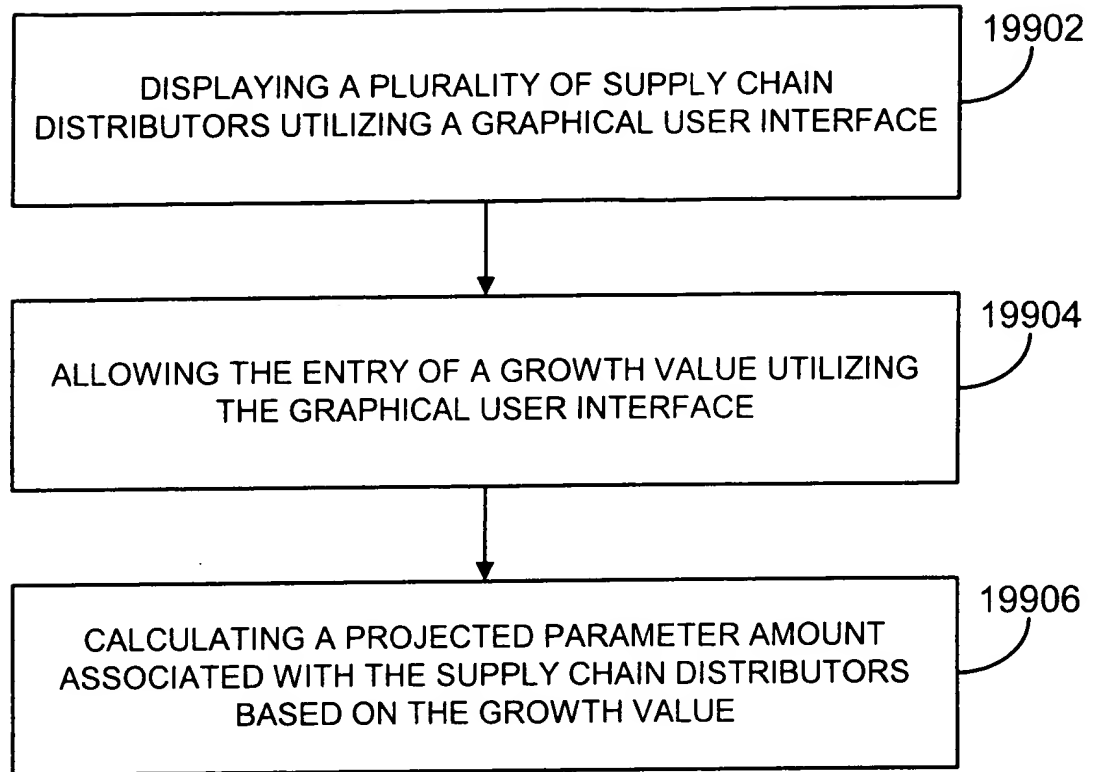 19902
DISPLAYING A PLURALITY OF SUPPLY CHAIN
DISTRIBUTORS UTILIZING A GRAPHICAL USER INTERFACE
19904
ALLOWING THE ENTRY OF A GROWTH VALUE UTILIZING
THE GRAPHICAL USER INTERFACE
19906
CALCULATING A PROJECTED PARAMETER AMOUNT
ASSOCIATED WITH THE SUPPLY CHAIN DISTRIBUTORS
BASED ON THE GROWTH VALUE